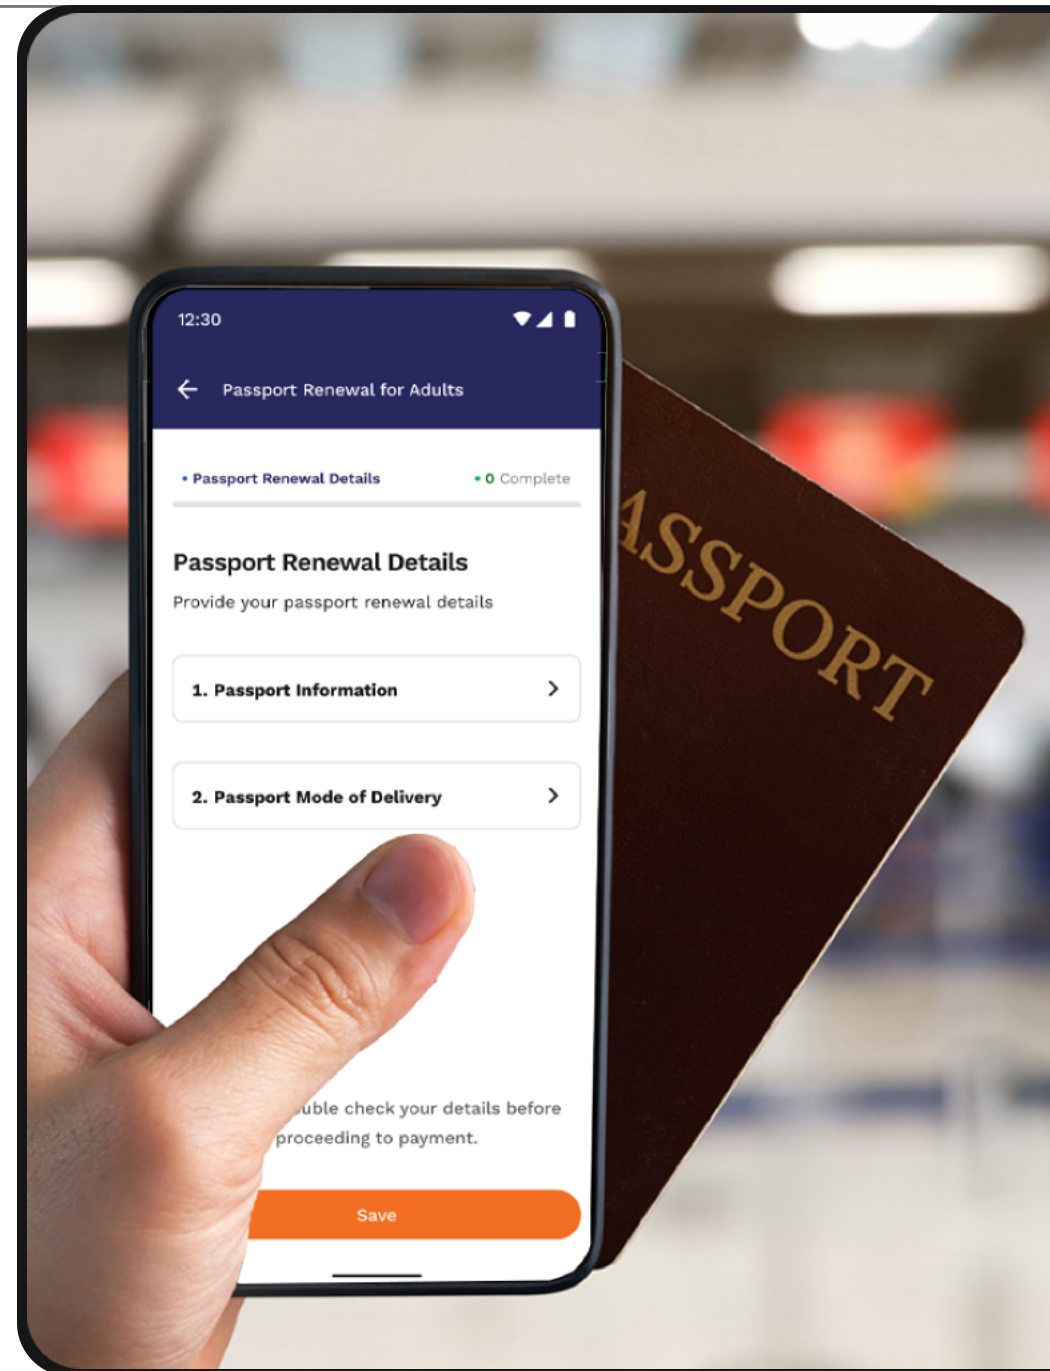 12:30
Passport Renewal for Adults
• Passport Renewal Details • 0 Complete
Passport Renewal Details
Provide your passport renewal details
1. Passport Information
2. Passport Mode of Delivery
check your details before
proceeding to payment.
Save
ASSPORT